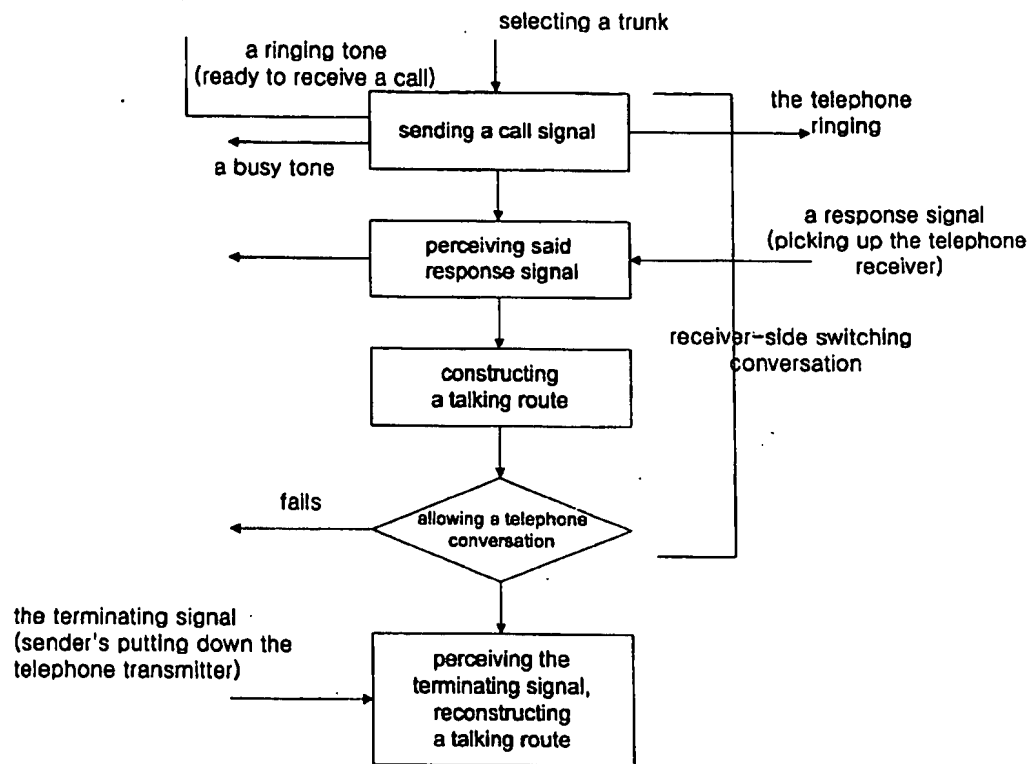 selecting a trunk
a ringing tone
(ready to receive a call)
the telephone
ringing
sending a call signal
a busy tone
a response signal
(picking up the telephone
receiver)
perceiving said
response signal
receiver-side switching
conversation
constructing
a talking route
fails
allowing a telephone
conversation
the terminating signal
(sender's putting down the
telephone transmitter)
perceiving the
terminating signal,
reconstructing
a talking route